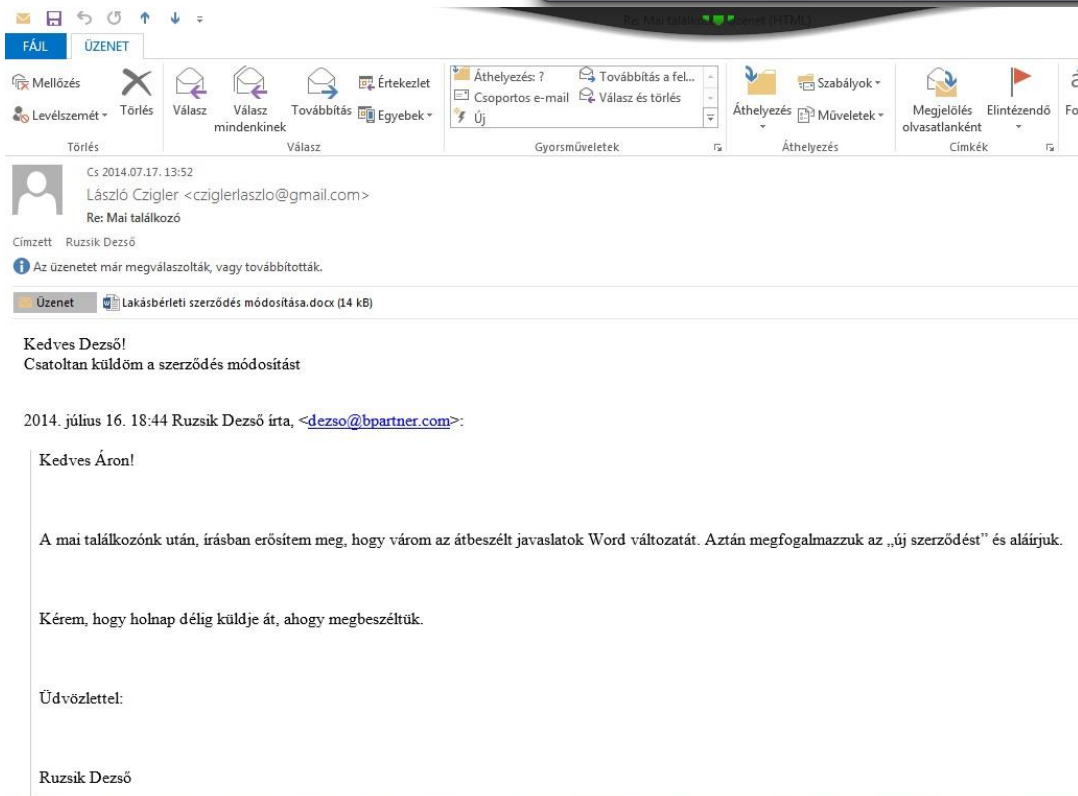 Re: Mai találkozó
(HTML)
FÁJL ÜZENET
Mellőzés
Levélszemét
Törlés
Válasz
Válasz mindenkinek
Továbbítás
Értekezlet
Egyebek
Áthelyezés: ?
Továbbítás a fel...
Csoportos e-mail
Válasz és törlés
Új
Áthelyezés
Szabályok
Műveletek
Megjelölés olvasatlanként
Elintézendő
Törlés Válasz Gyorsműveletek Áthelyezés Címkék
Cs 2014.07.17. 13:52
László Czigler <cziglerlaszlo@gmail.com>
Re: Mai találkozó
Címzett Ruzsik Dezső
Az üzenetet már megválaszolták, vagy továbbították.
Üzenet Lakásbérleti szerződés módosítása.docx (14 kB)
Kedves Dezső!
Csatoltan küldöm a szerződés módosítást
2014. július 16. 18:44 Ruzsik Dezső írta, <dezso@bpartner.com>:
Kedves Áron!
A mai találkozónk után, írásban erősítem meg, hogy várom az átbeszélt javaslatok Word változatát. Aztán megfogalmazzuk az „új szerződést” és aláírjuk.
Kérem, hogy holnap délig küldje át, ahogy megbeszéltük.
Üdvözlettel:
Ruzsik Dezső